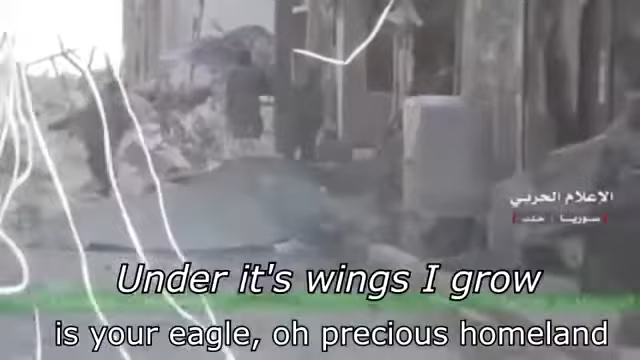 الإعلام الحربي
سوريا : حلب
Under it's wings I grow
is your eagle, oh precious homeland